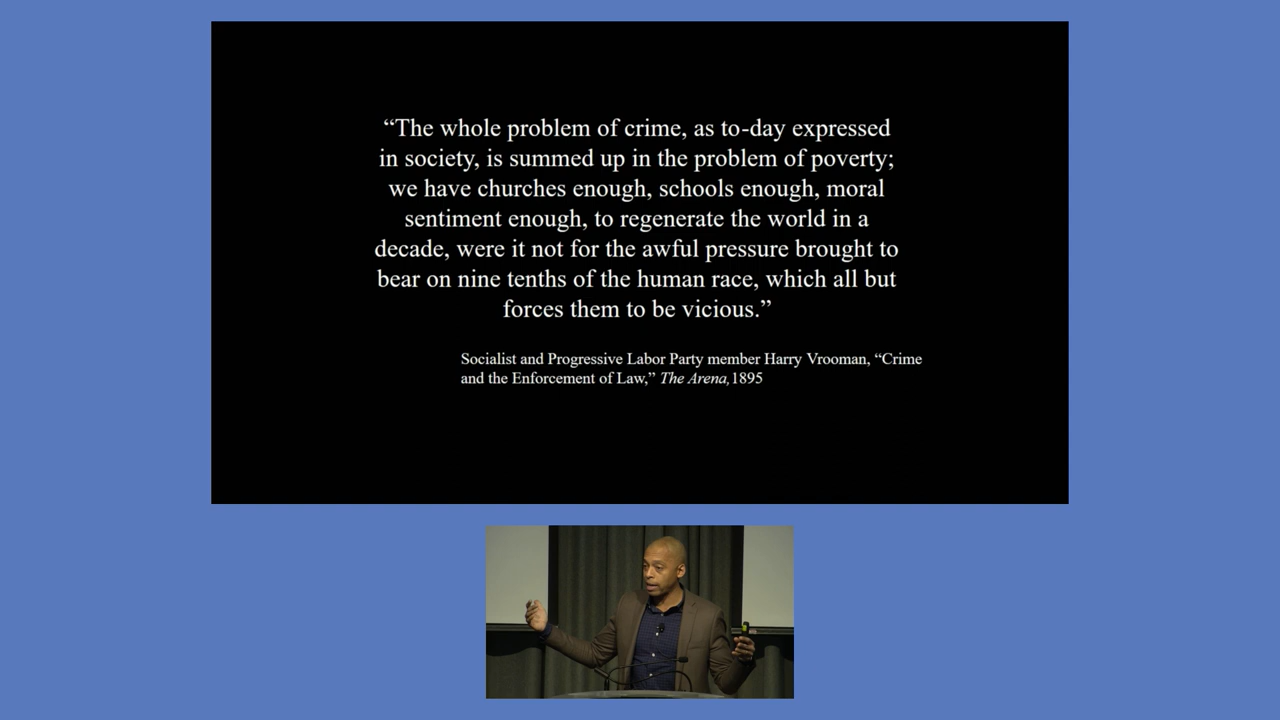 “The whole problem of crime, as to-day expressed
in society, is summed up in the problem of poverty;
we have churches enough, schools enough, moral
sentiment enough, to regenerate the world in a
decade, were it not for the awful pressure brought to
bear on nine tenths of the human race, which all but
forces them to be vicious.”
Socialist and Progressive Labor Party member Harry Vrooman, “Crime
and the Enforcement of Law,” The Arena, 1895